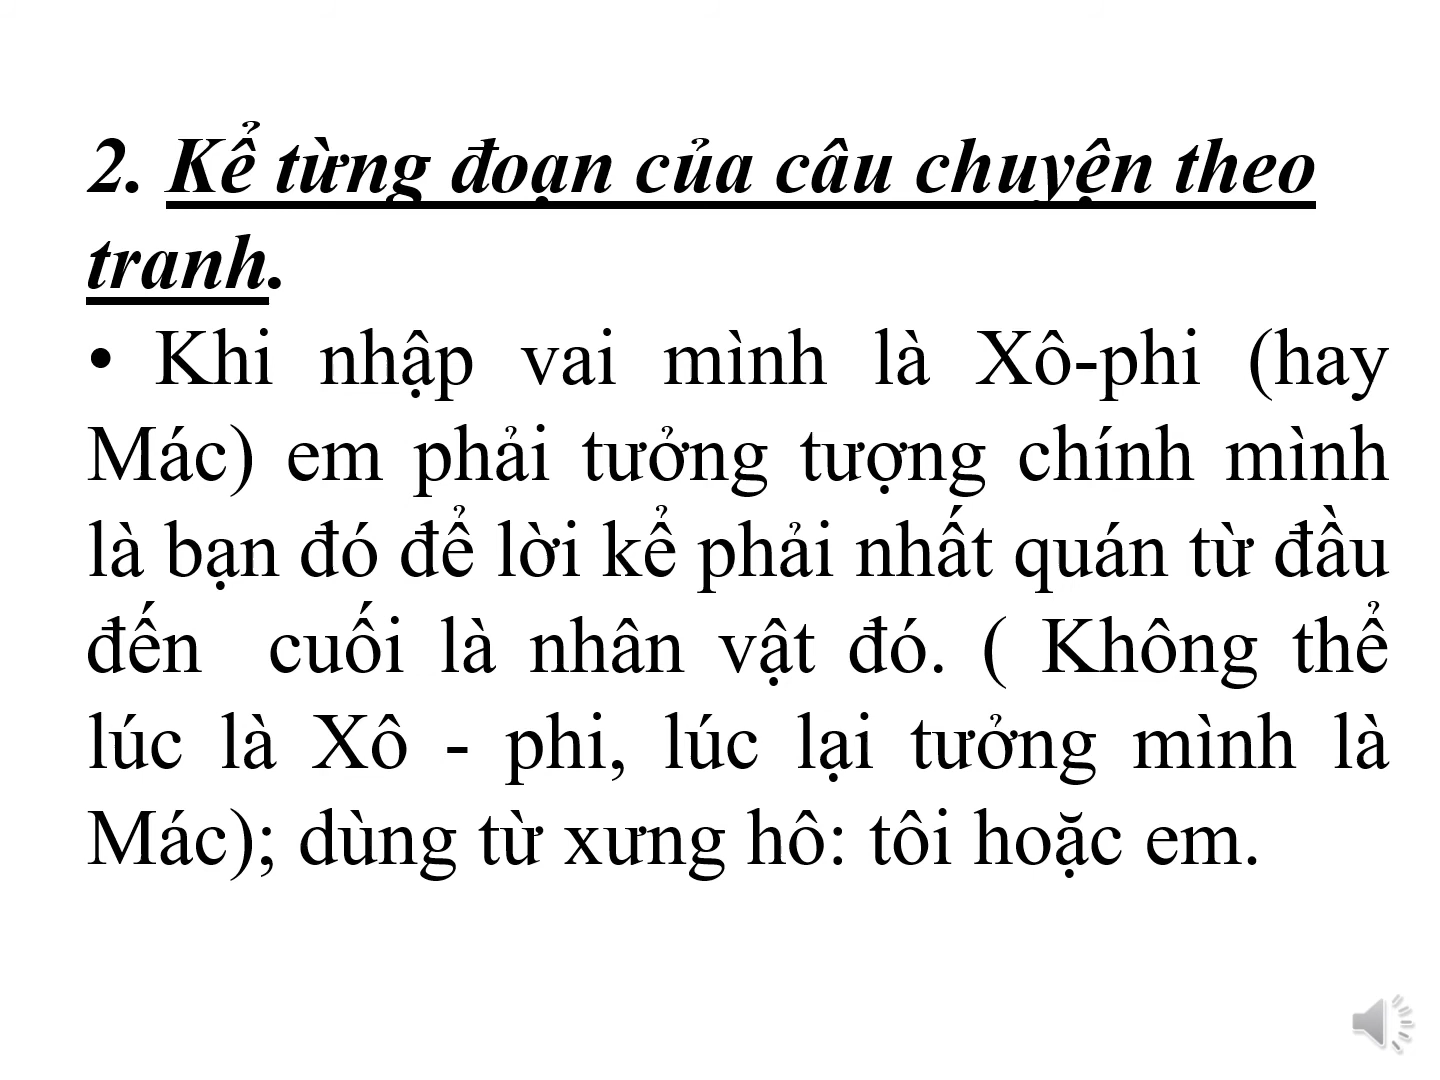 2. Kể từng đoạn của câu chuyện theo
tranh.
• Khi nhập vai mình là Xô-phi (hay
Mác) em phải tưởng tượng chính mình
là bạn đó để lời kể phải nhất quán từ đầu
đến cuối là nhân vật đó. ( Không thể
lúc là Xô - phi, lúc lại tưởng mình là
Mác); dùng từ xưng hô: tôi hoặc em.